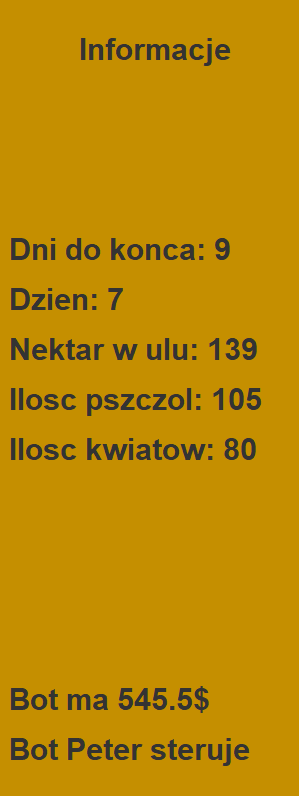 Informacje
Dni do konca: 9
Dzien: 7
Nektar w ulu: 139
Ilosc pszczol: 105
Ilosc kwiatow: 80
Bot ma 545.5$
Bot Peter steruje